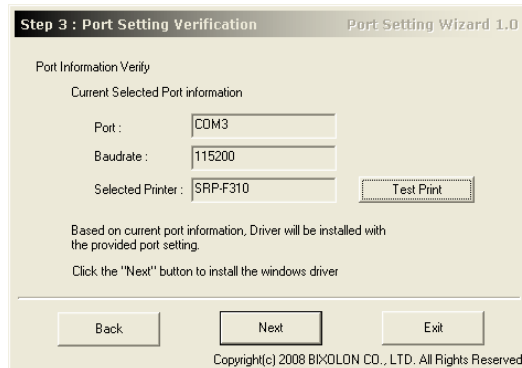 Step 3 : Port Setting Verification
Port Setting Wizard 1.0
Port Information Verify
Current Selected Port information
Port : COM3
Baudrate : 115200
Selected Printer : SRP-F310 Test Print
Based on current port information, Driver will be installed with
the provided port setting.
Click the "Next" button to install the windows driver
Back Next Exit
Copyright(c) 2008 BIXOLON CO., LTD. All Rights Reserved